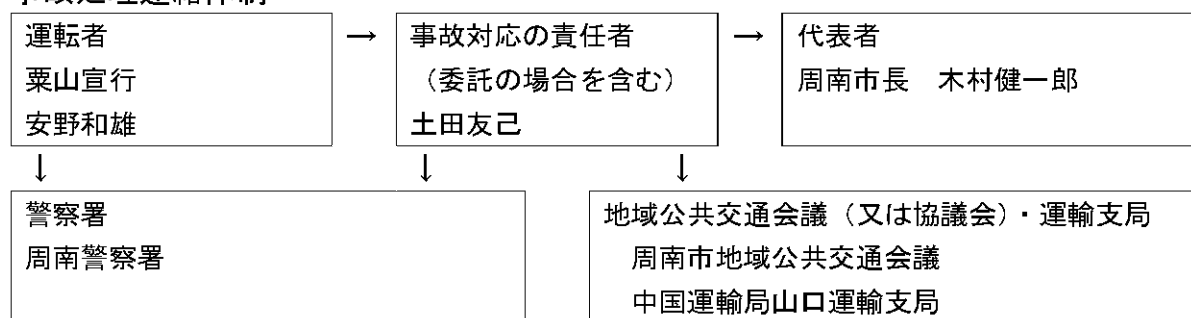 運転者
粟山宣行
安野和雄
→
事故対応の責任者
（委託の場合を含む）
土田友己
→
代表者
周南市長　木村健一郎
↓
↓
↓
警察署
周南警察署
地域公共交通会議（又は協議会）・運輸支局
周南市地域公共交通会議
中国運輸局山口運輸支局